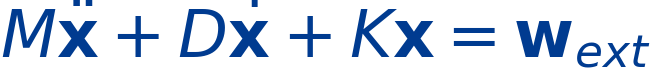 Mẍ + Dẋ + Kx = w_ext